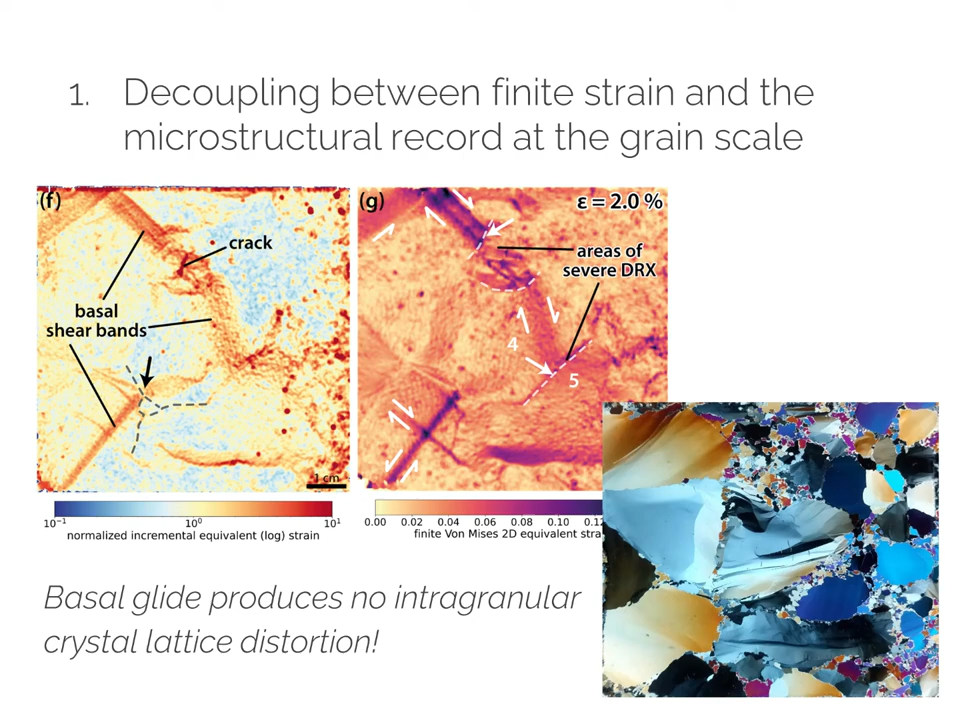 1. Decoupling between finite strain and the
microstructural record at the grain scale
(f)
crack
basal
shear bands
1 cm
10⁻¹
10⁰
10¹
normalized incremental equivalent (log) strain
(g)
ε = 2.0 %
areas of
severe DRX
4
5
0.00 0.02 0.04 0.06 0.08 0.10 0.12
finite Von Mises 2D equivalent stra
Basal glide produces no intragranular
crystal lattice distortion!